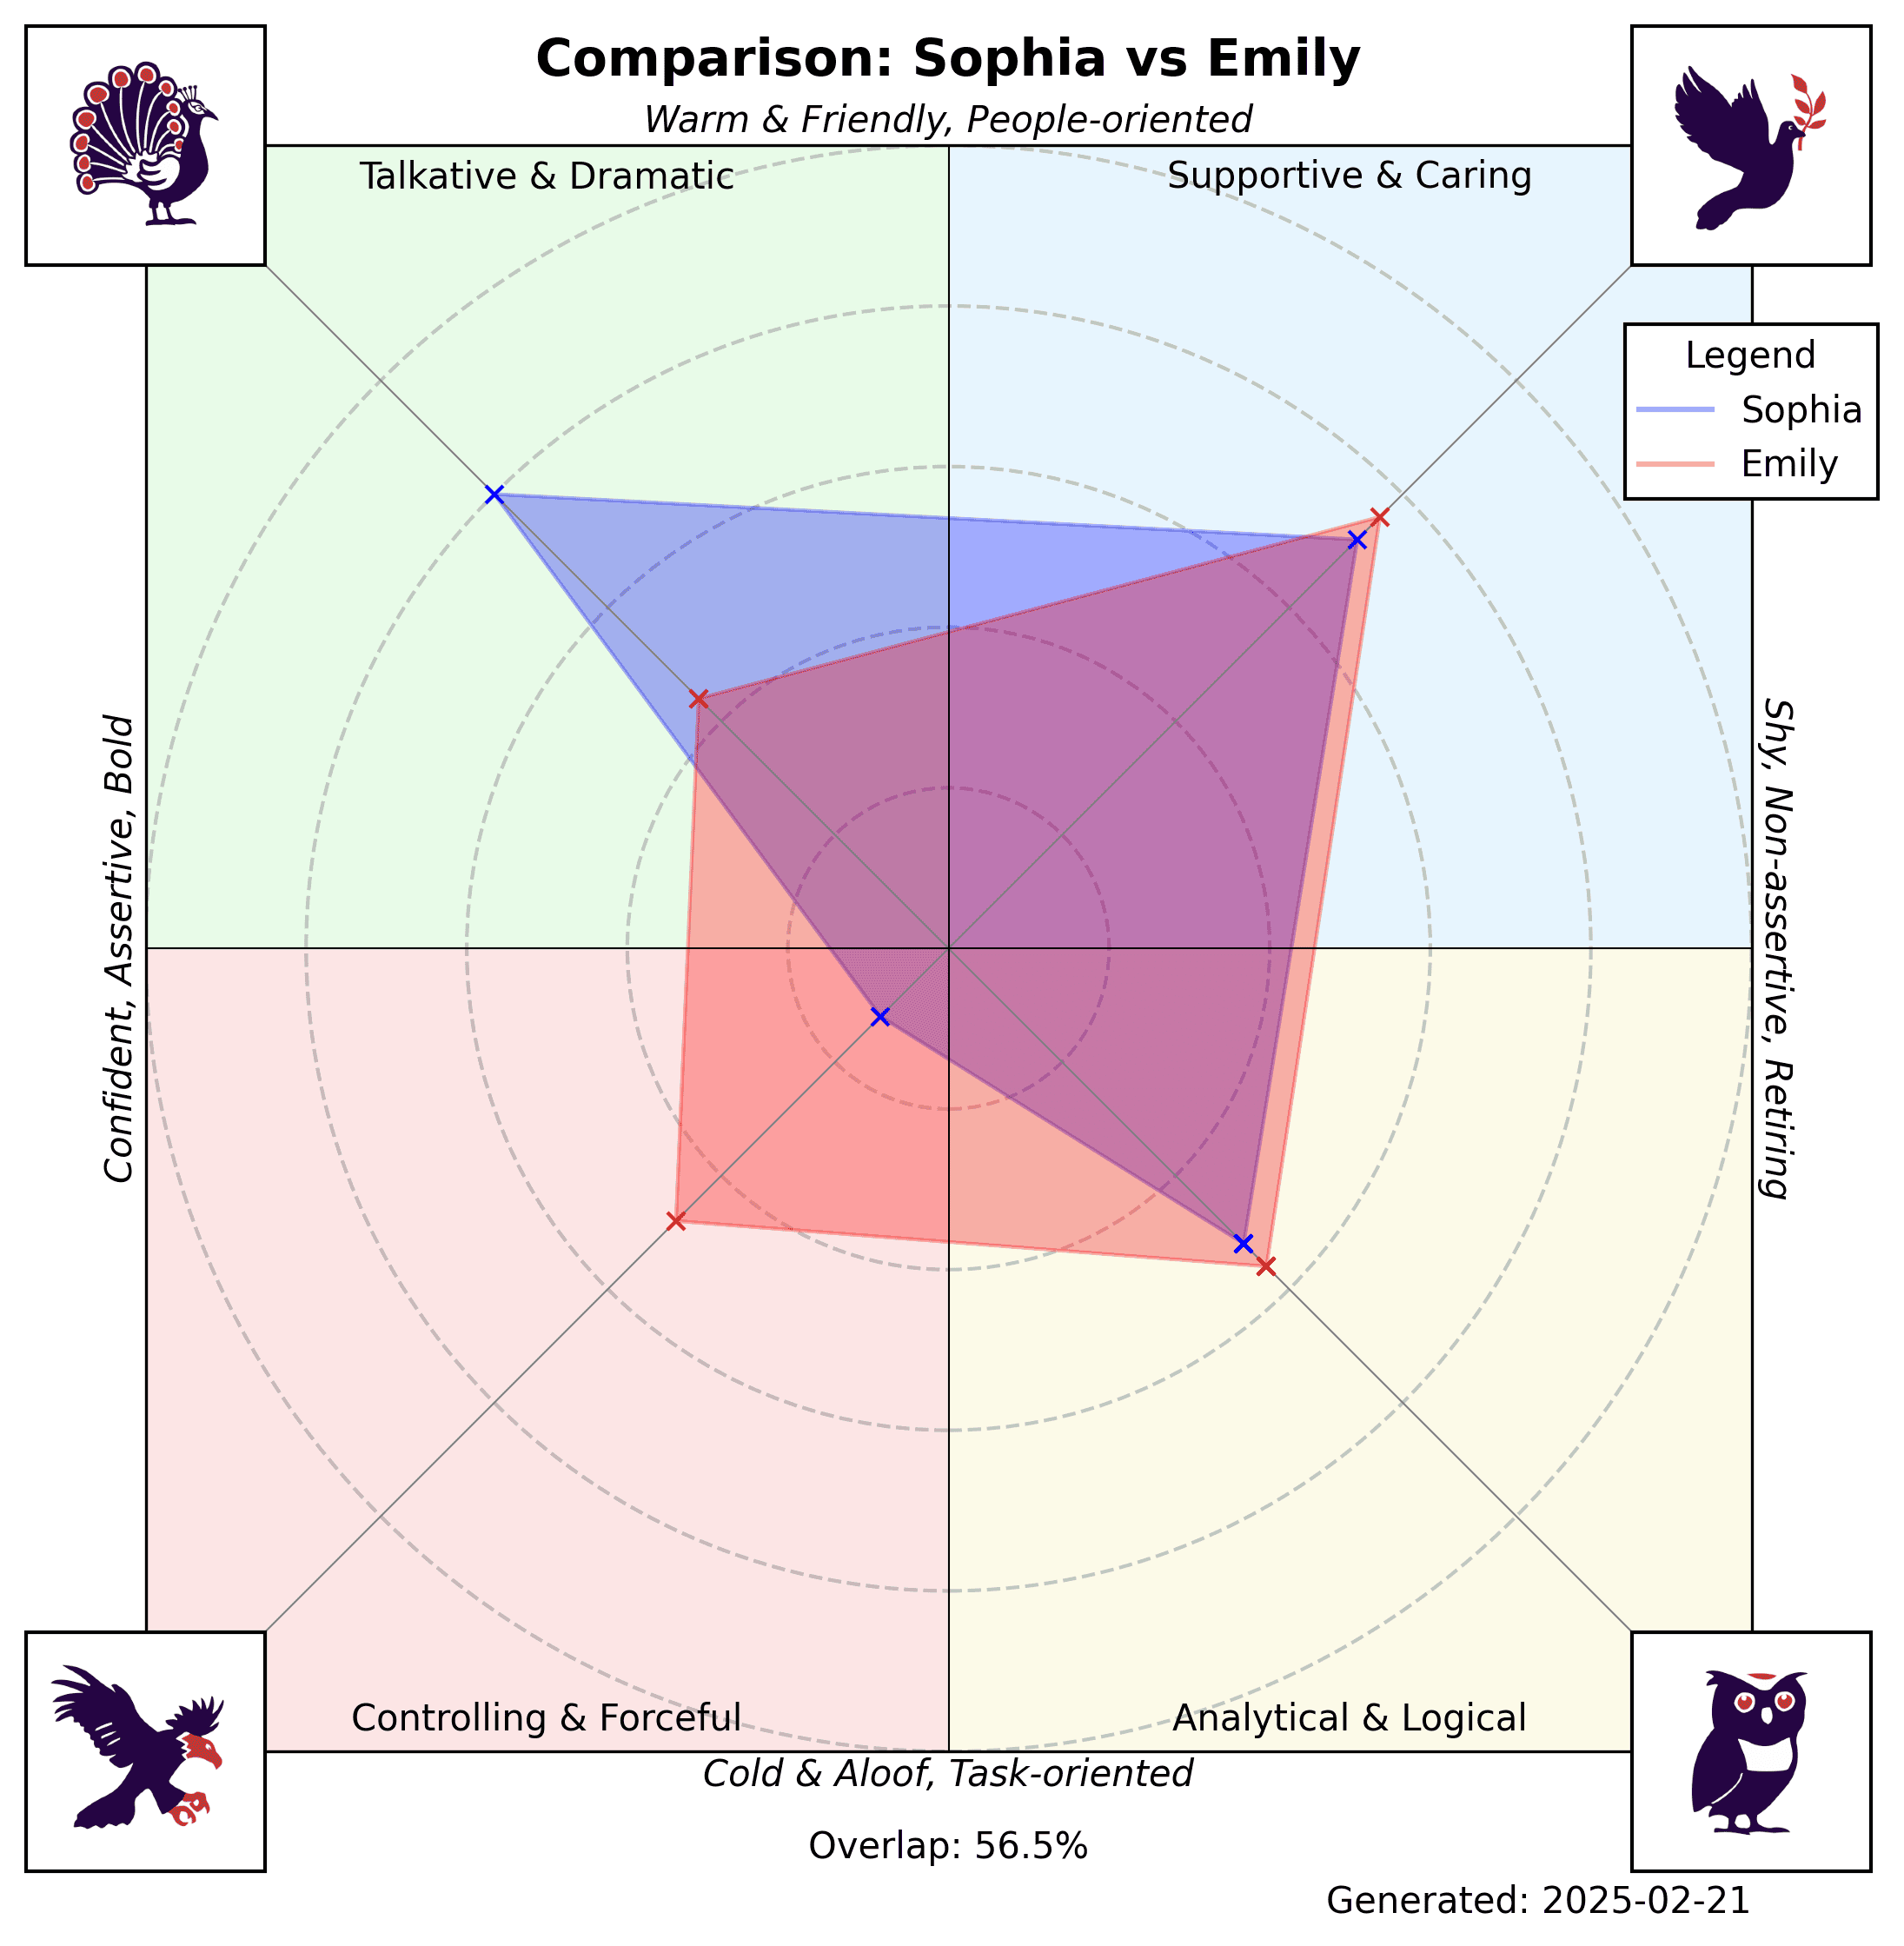 Comparison: Sophia vs Emily
Warm & Friendly, People-oriented
Talkative & Dramatic
Supportive & Caring
Legend
Sophia
Emily
Confident, Assertive, Bold
Shy, Non-assertive, Retiring
Controlling & Forceful
Analytical & Logical
Cold & Aloof, Task-oriented
Overlap: 56.5%
Generated: 2025-02-21